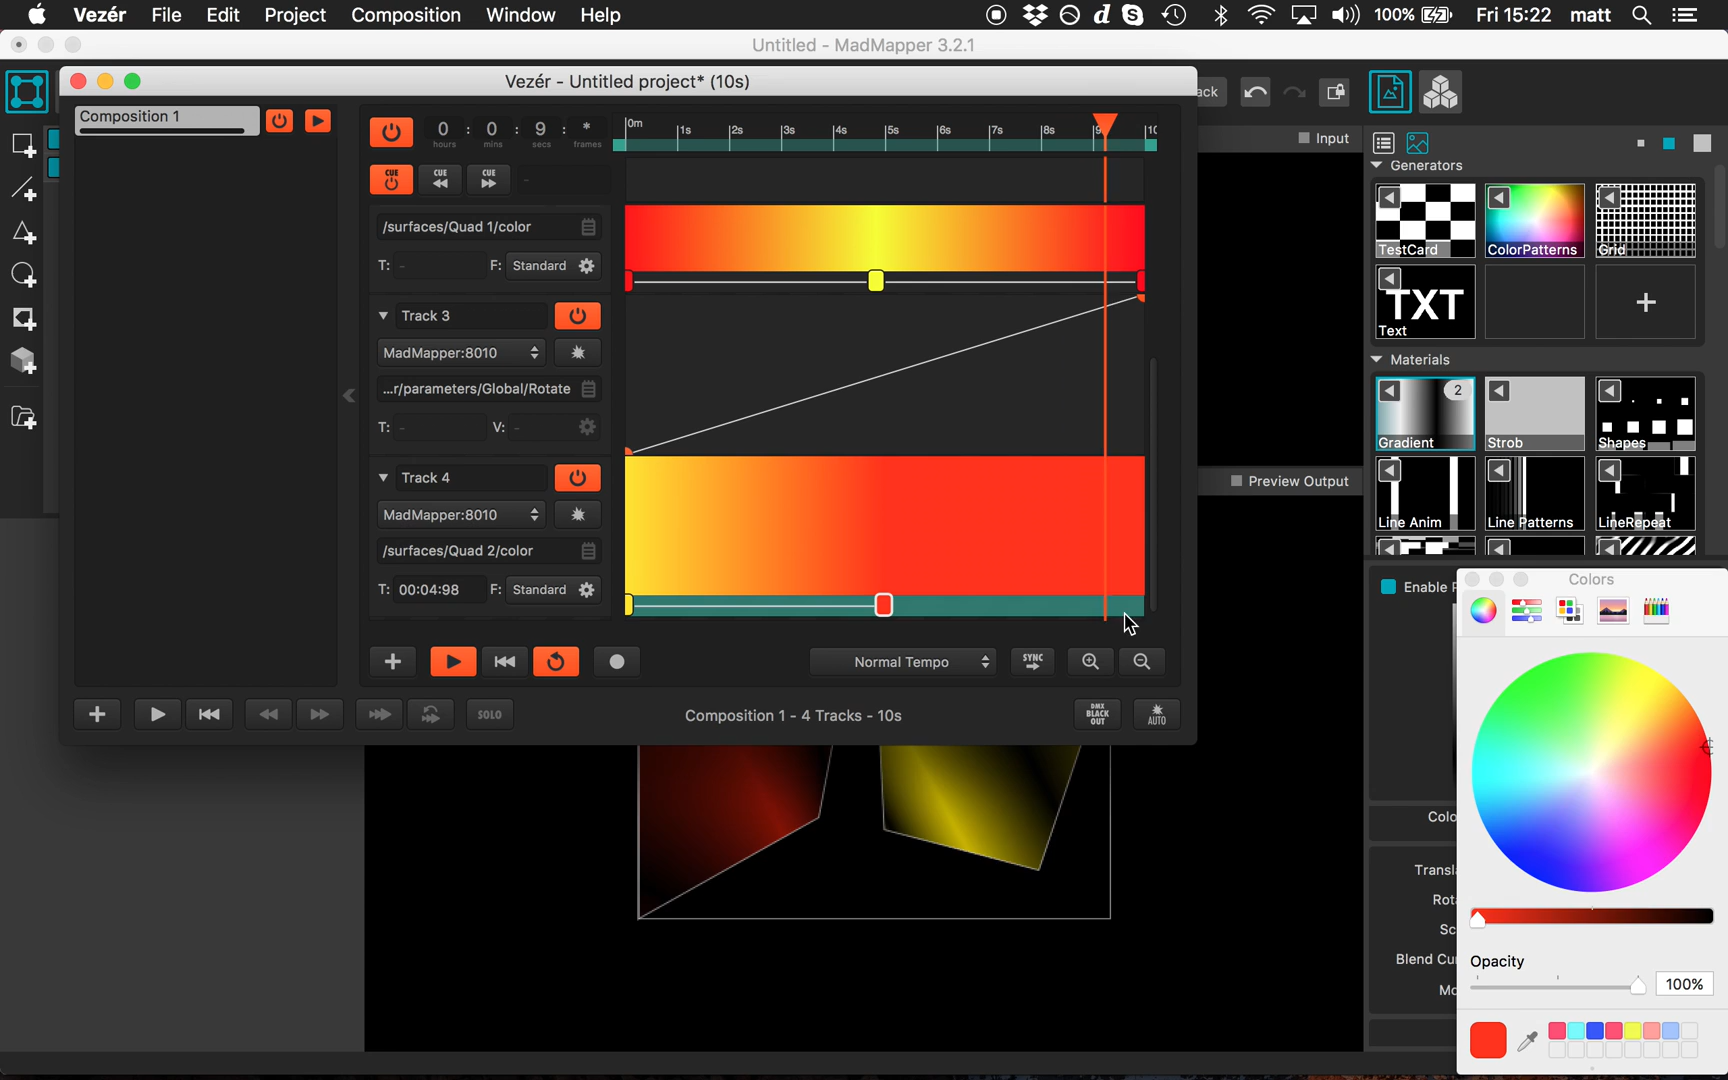 Vezér File Edit Project Composition Window Help 100% Fri 15:22 matt
Untitled - MadMapper 3.2.1
Vezér - Untitled project* (10s)
Composition 1
0 : 0 : 9 : *
hours mins secs frames
0m 1s 2s 3s 4s 5s 6s 7s 8s 9 10
CUE CUE CUE -
/surfaces/Quad 1/color
T: - F: Standard
Track 3
MadMapper:8010
...r/parameters/Global/Rotate
T: - V: -
Track 4
MadMapper:8010
/surfaces/Quad 2/color
T: 00:04:98 F: Standard
Normal Tempo SYNC
SOLO Composition 1 - 4 Tracks - 10s DMX BLACK OUT AUTO
ack
Input
Preview Output
Generators
TestCard ColorPatterns Grid
TXT
Text
Materials
2
Gradient Strob Shapes
Line Anim Line Patterns LineRepeat
Enable
Colors
Colo
Transl
Rot
Sc
Blend Cu
Mo
Opacity
100%